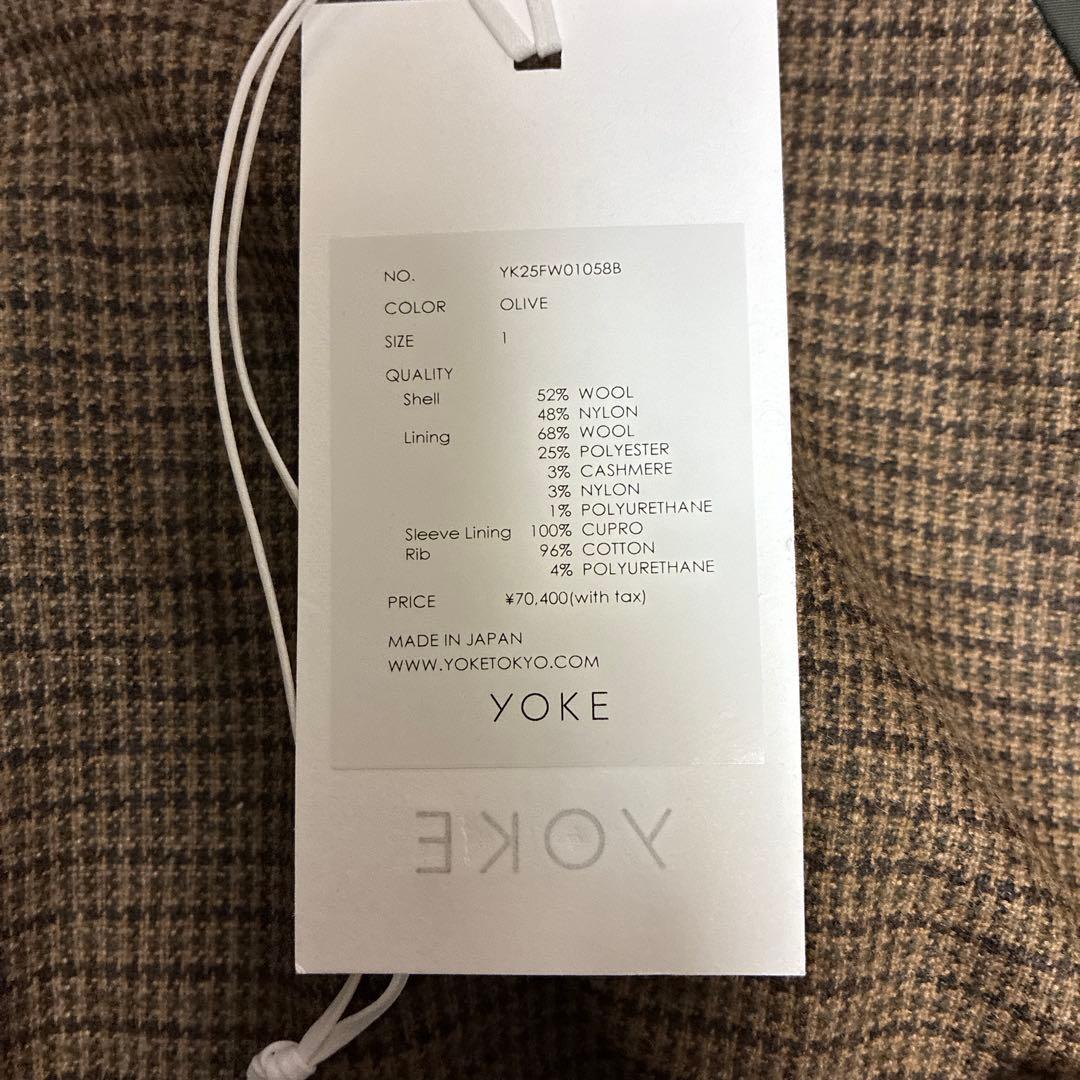 NO. YK25FW01058B
COLOR OLIVE
SIZE 1
QUALITY
Shell 52% WOOL
48% NYLON
Lining 68% WOOL
25% POLYESTER
3% CASHMERE
3% NYLON
1% POLYURETHANE
Sleeve Lining 100% CUPRO
Rib 96% COTTON
4% POLYURETHANE
PRICE ¥70,400(with tax)
MADE IN JAPAN
WWW.YOKETOKYO.COM
YOKE
YOKE